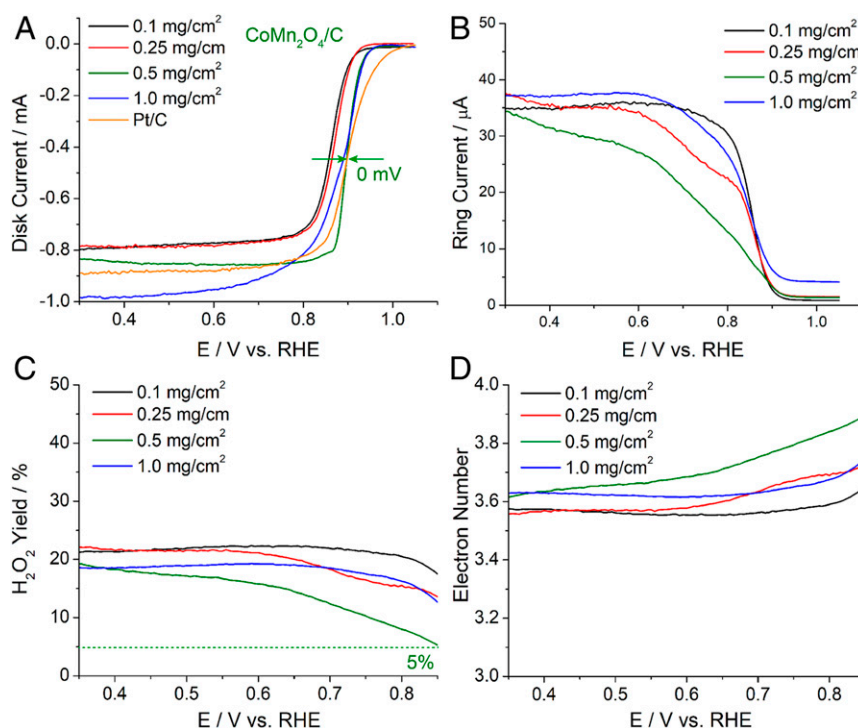 A
0.1 mg/cm²
0.25 mg/cm
0.5 mg/cm²
1.0 mg/cm²
Pt/C
CoMn₂O₄/C
0 mV
Disk Current / mA
0.0
-0.2
-0.4
-0.6
-0.8
-1.0
0.4 0.6 0.8 1.0
E / V vs. RHE
B
0.1 mg/cm²
0.25 mg/cm
0.5 mg/cm²
1.0 mg/cm²
Ring Current / µA
50
40
30
20
10
0
0.4 0.6 0.8 1.0
E / V vs. RHE
C
0.1 mg/cm²
0.25 mg/cm
0.5 mg/cm²
1.0 mg/cm²
H₂O₂ Yield / %
50
40
30
20
10
0
5%
0.4 0.5 0.6 0.7 0.8
E / V vs. RHE
D
0.1 mg/cm²
0.25 mg/cm
0.5 mg/cm²
1.0 mg/cm²
Electron Number
4.0
3.8
3.6
3.4
3.2
3.0
0.4 0.5 0.6 0.7 0.8
E / V vs. RHE